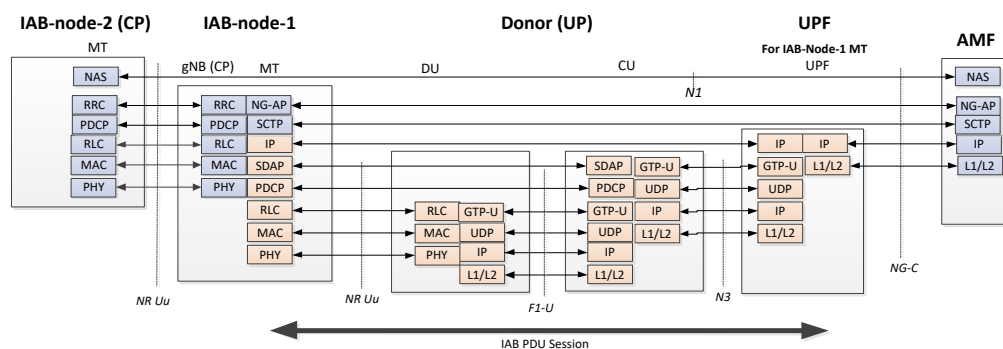 IAB-node-2 (CP)
IAB-node-1
Donor (UP)
UPF
AMF
For IAB-Node-1 MT
MT
gNB (CP)
MT
DU
CU
UPF
NAS
NAS
N1
RRC
RRC
NG-AP
NG-AP
PDCP
PDCP
SCTP
SCTP
RLC
RLC
IP
IP
IP
IP
MAC
MAC
SDAP
SDAP
GTP-U
GTP-U
L1/L2
L1/L2
PHY
PHY
PDCP
PDCP
UDP
UDP
RLC
RLC
GTP-U
GTP-U
IP
IP
MAC
MAC
UDP
UDP
L1/L2
L1/L2
PHY
PHY
IP
IP
L1/L2
L1/L2
NR Uu
NR Uu
F1-U
N3
NG-C
IAB PDU Session